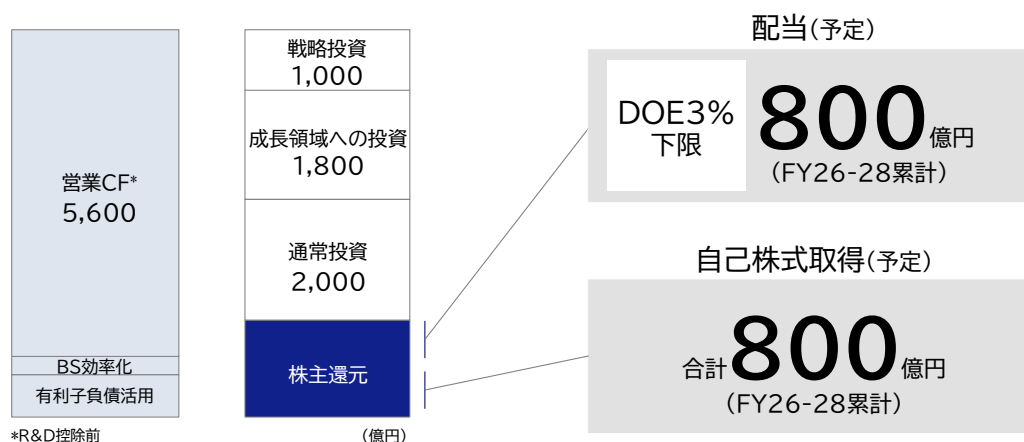 営業CF*
5,600
BS効率化
有利子負債活用
*R&D控除前
戦略投資
1,000
成長領域への投資
1,800
通常投資
2,000
株主還元
(億円)
配当(予定)
DOE3%
下限
800億円
(FY26-28累計)
自己株式取得(予定)
合計800億円
(FY26-28累計)